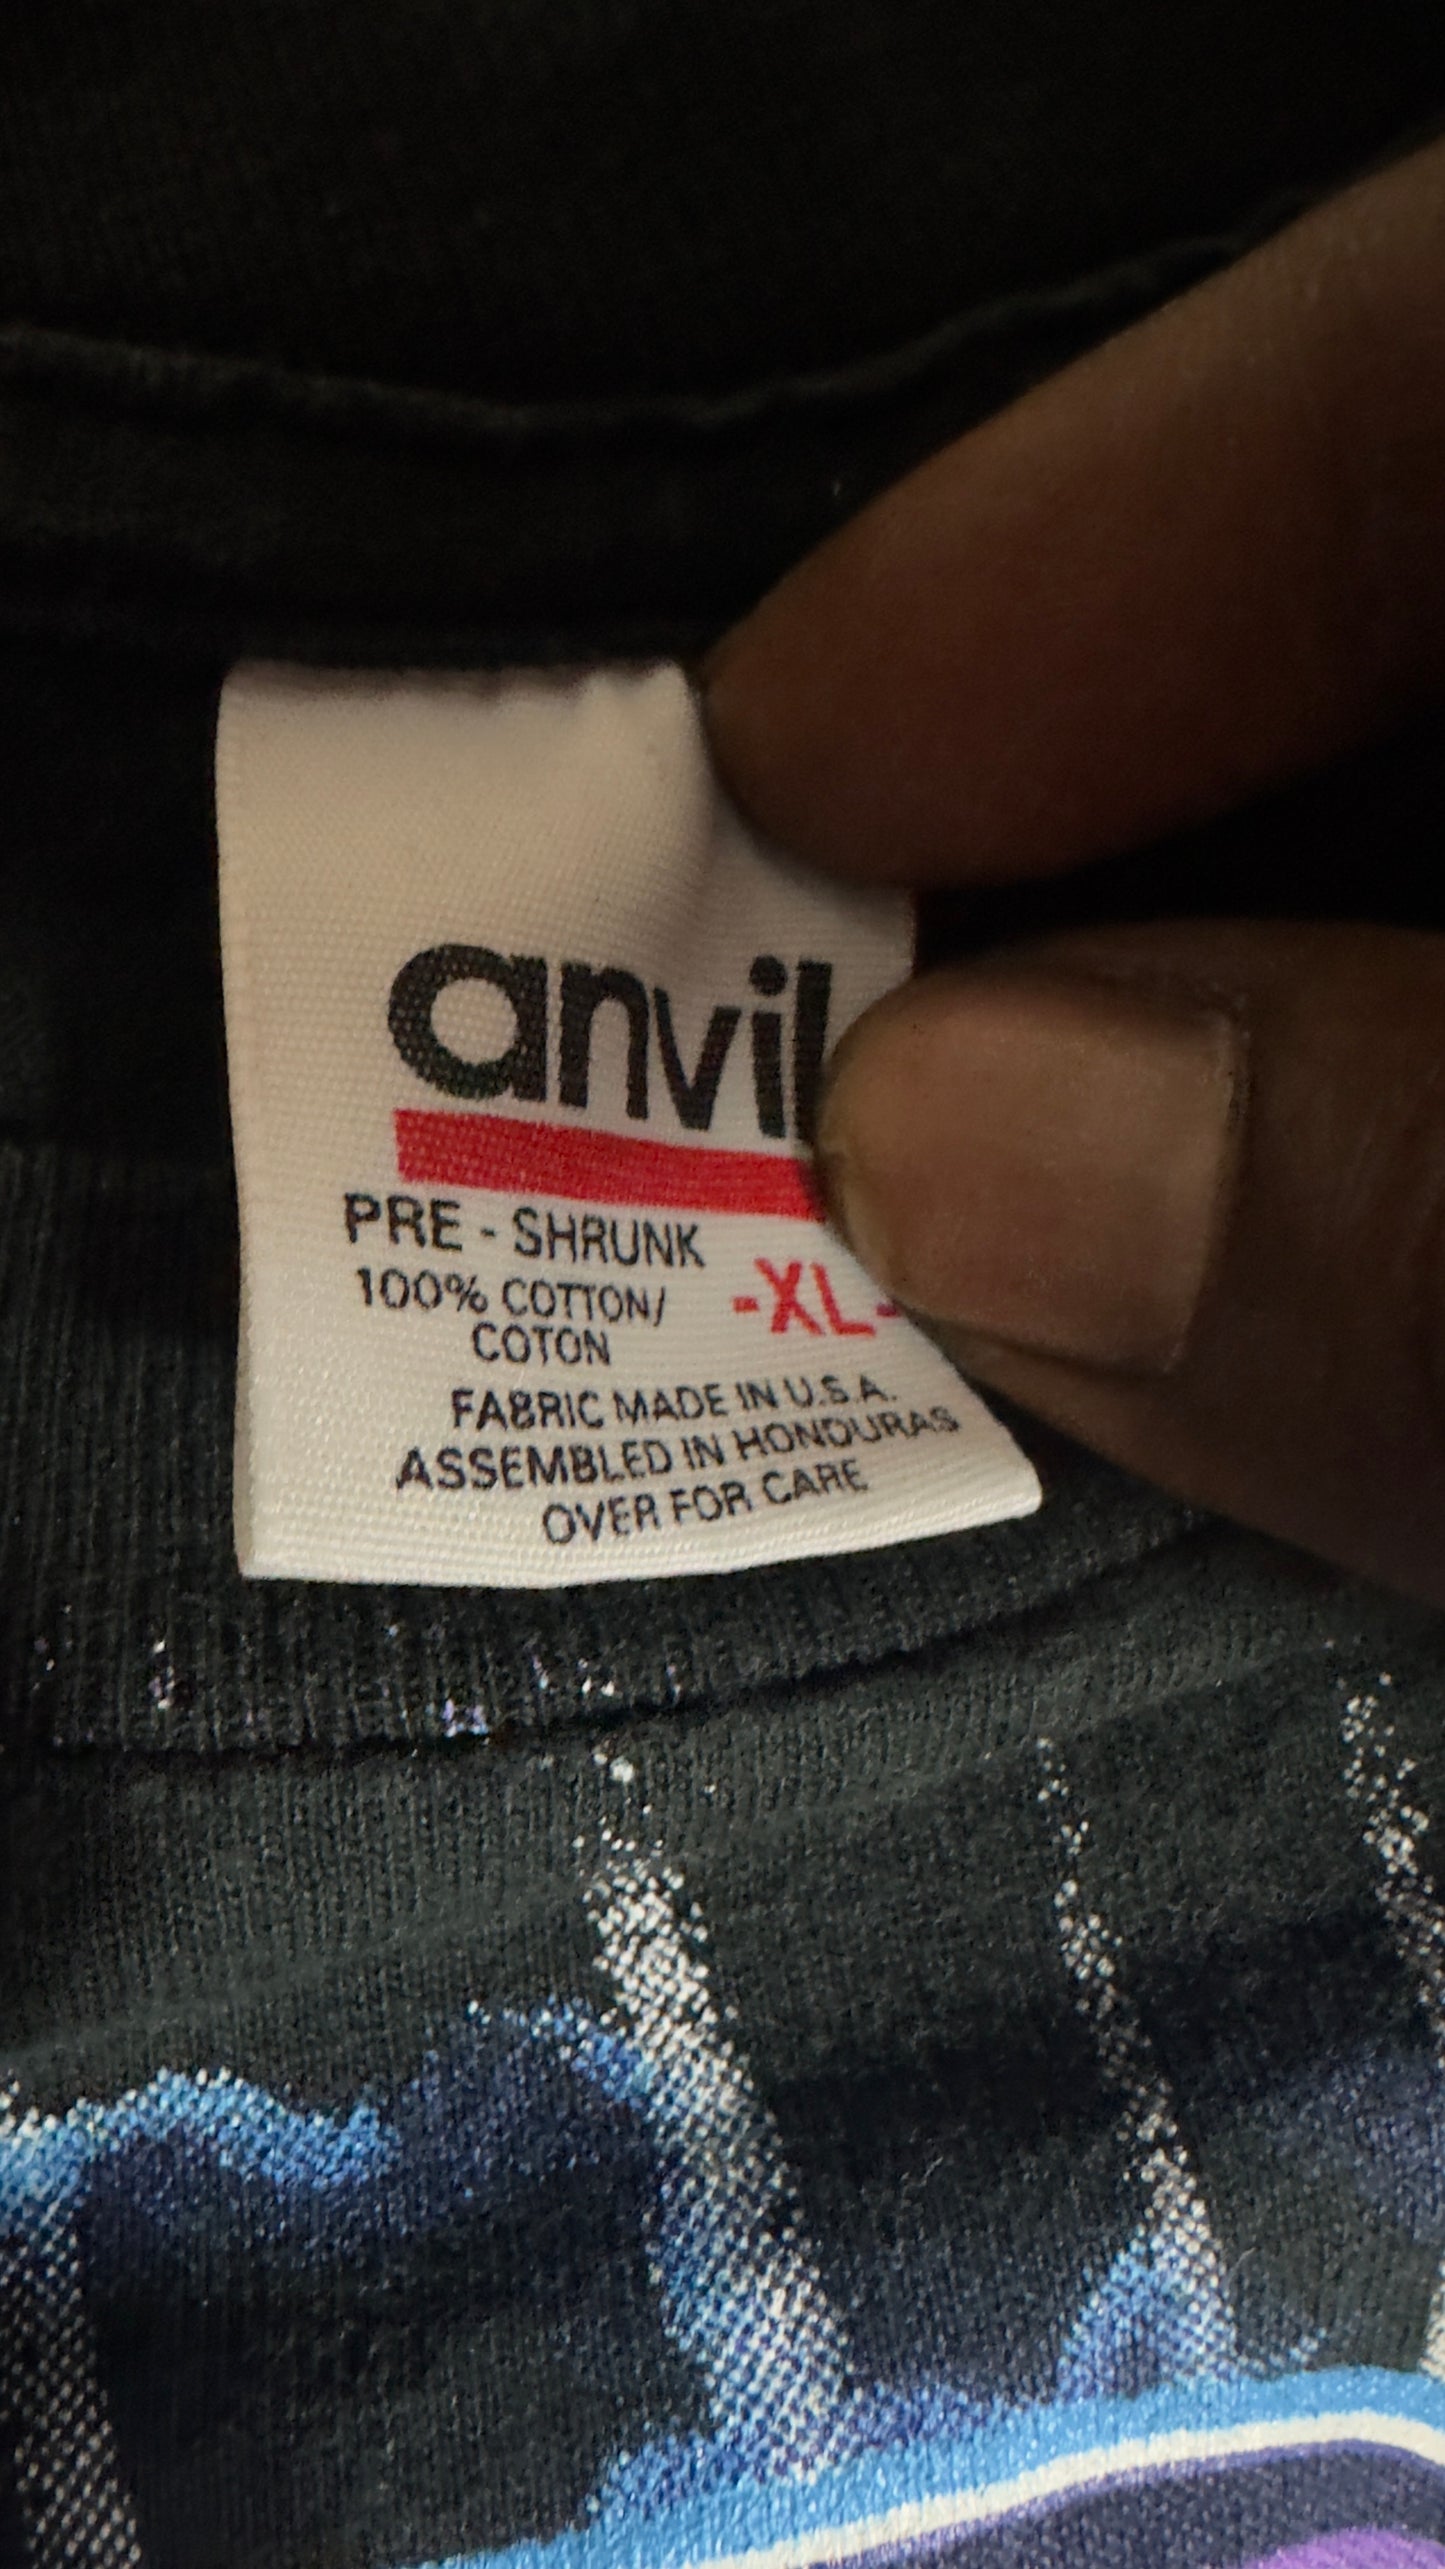 anvil
PRE - SHRUNK
100% COTTON/
COTON
-XL-
FABRIC MADE IN U.S.A.
ASSEMBLED IN HONDURAS
OVER FOR CARE